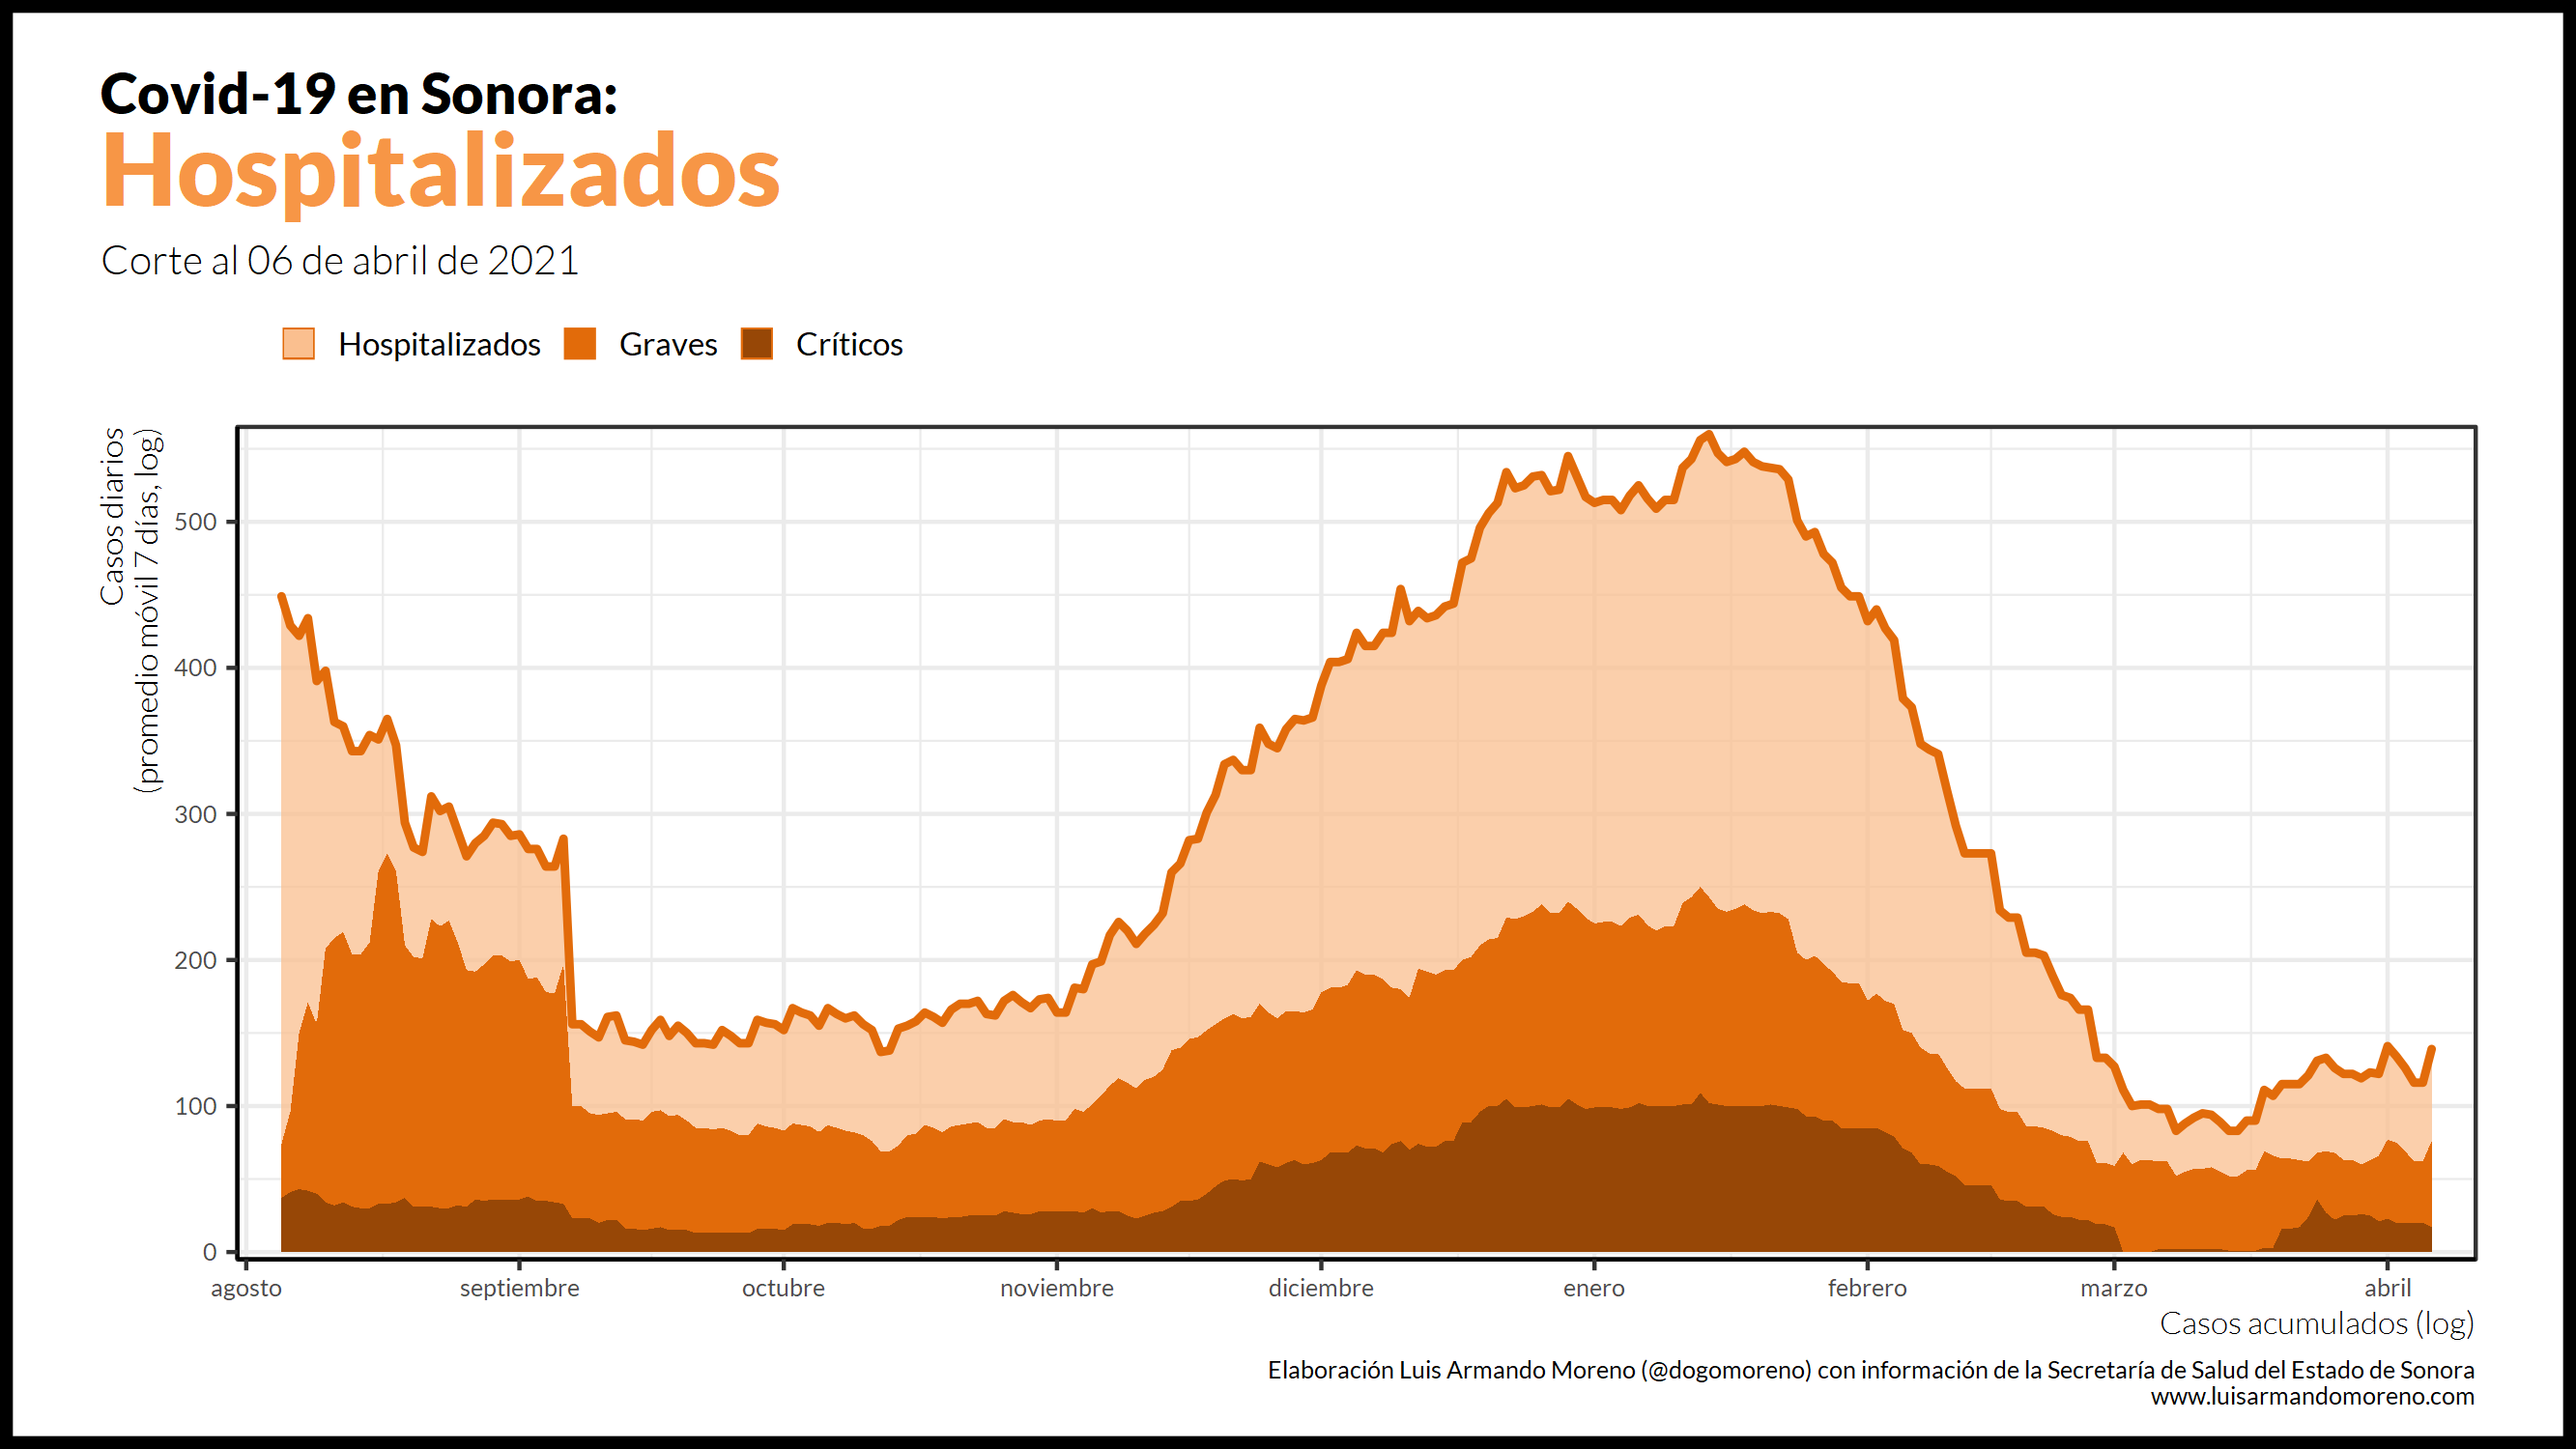 Covid-19 en Sonora:
Hospitalizados
Corte al 06 de abril de 2021
Hospitalizados
Graves
Críticos
Casos diarios
(promedio móvil 7 días, log)
500
400
300
200
100
0
agosto
septiembre
octubre
noviembre
diciembre
enero
febrero
marzo
abril
Casos acumulados (log)
Elaboración Luis Armando Moreno (@dogomoreno) con información de la Secretaría de Salud del Estado de Sonora
www.luisarmandomoreno.com